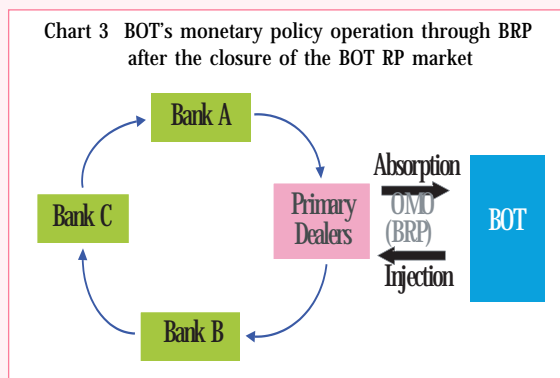 Chart 3 BOT's monetary policy operation through BRP
after the closure of the BOT RP market
Bank A
Absorption
Bank C
Primary
Dealers
OMO
(BRP)
BOT
Injection
Bank B